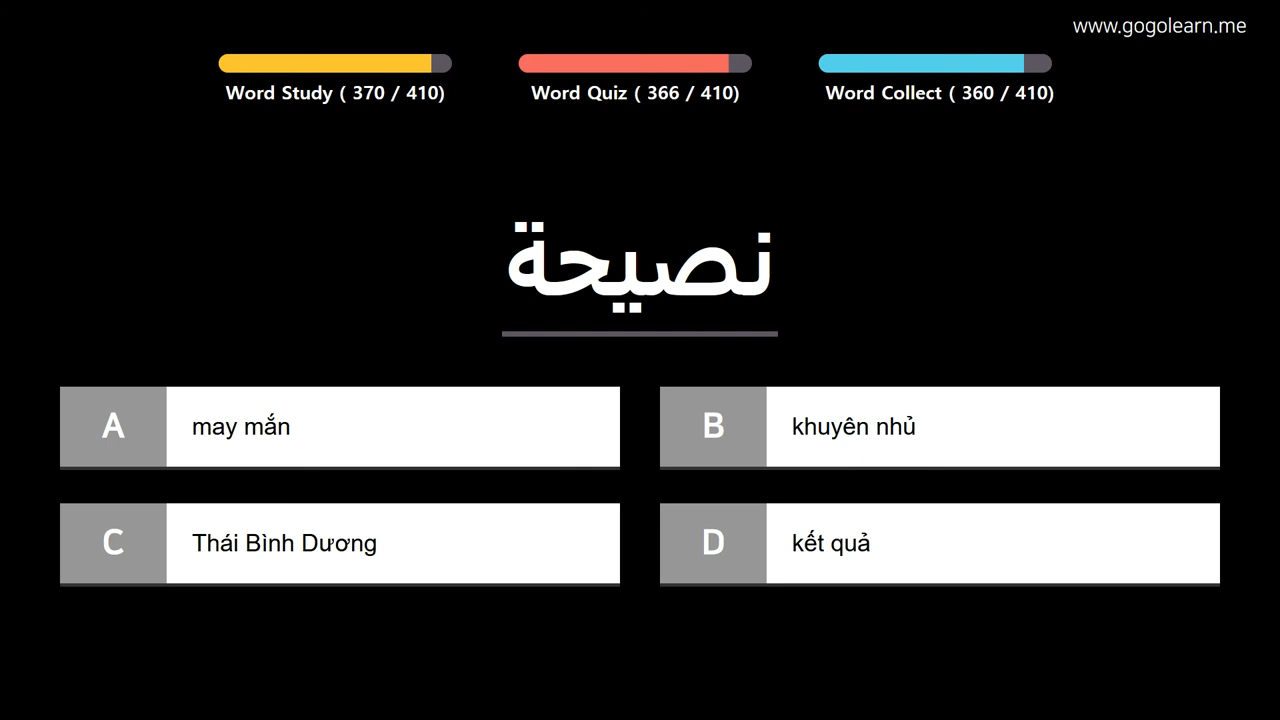 www.gogolearn.me
Word Study ( 370 / 410)
Word Quiz ( 366 / 410)
Word Collect ( 360 / 410)
نصيحة
A
may mắn
B
khuyên nhủ
C
Thái Bình Dương
D
kết quả